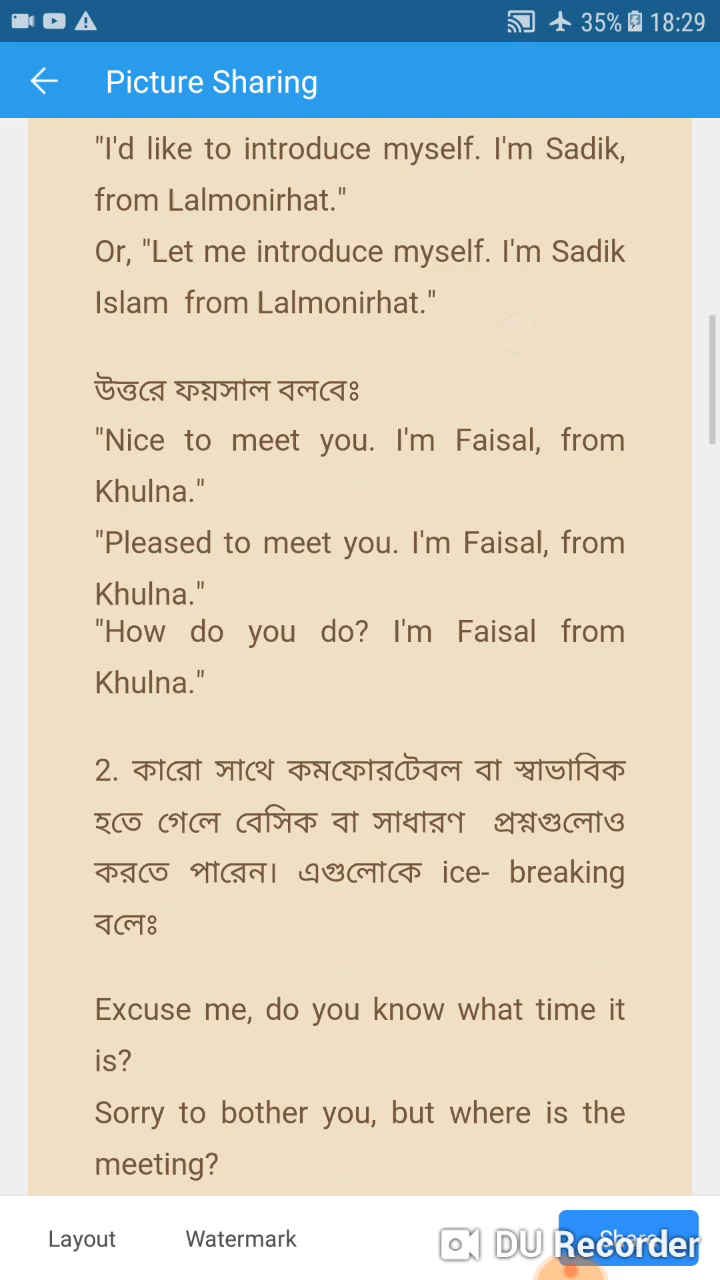 35% 18:29
Picture Sharing
"I'd like to introduce myself. I'm Sadik,
from Lalmonirhat."
Or, "Let me introduce myself. I'm Sadik
Islam from Lalmonirhat."
উত্তরে ফয়সাল বলবেঃ
"Nice to meet you. I'm Faisal, from
Khulna."
"Pleased to meet you. I'm Faisal, from
Khulna."
"How do you do? I'm Faisal from
Khulna."
2. কারো সাথে কমফোরটেবল বা স্বাভাবিক
হতে গেলে বেসিক বা সাধারণ প্রশ্নগুলোও
করতে পারেন। এগুলোকে ice- breaking
বলেঃ
Excuse me, do you know what time it
is?
Sorry to bother you, but where is the
meeting?
Layout Watermark Share
DU Recorder